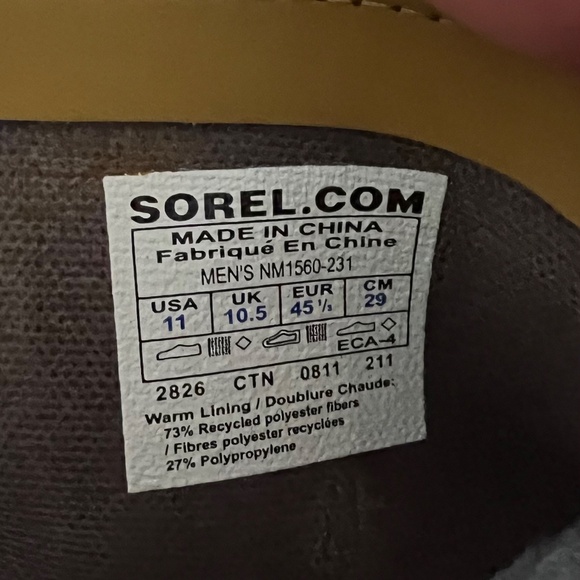 SOREL.COM
MADE IN CHINA
Fabriqué En Chine
MEN'S NM1560-231
USA UK EUR CM
11 10.5 45 ⅓ 29
ECA-4
2826 CTN 0811 211
Warm Lining / Doublure Chaude:
73% Recycled polyester fibers
/ Fibres polyester recyclées
27% Polypropylene